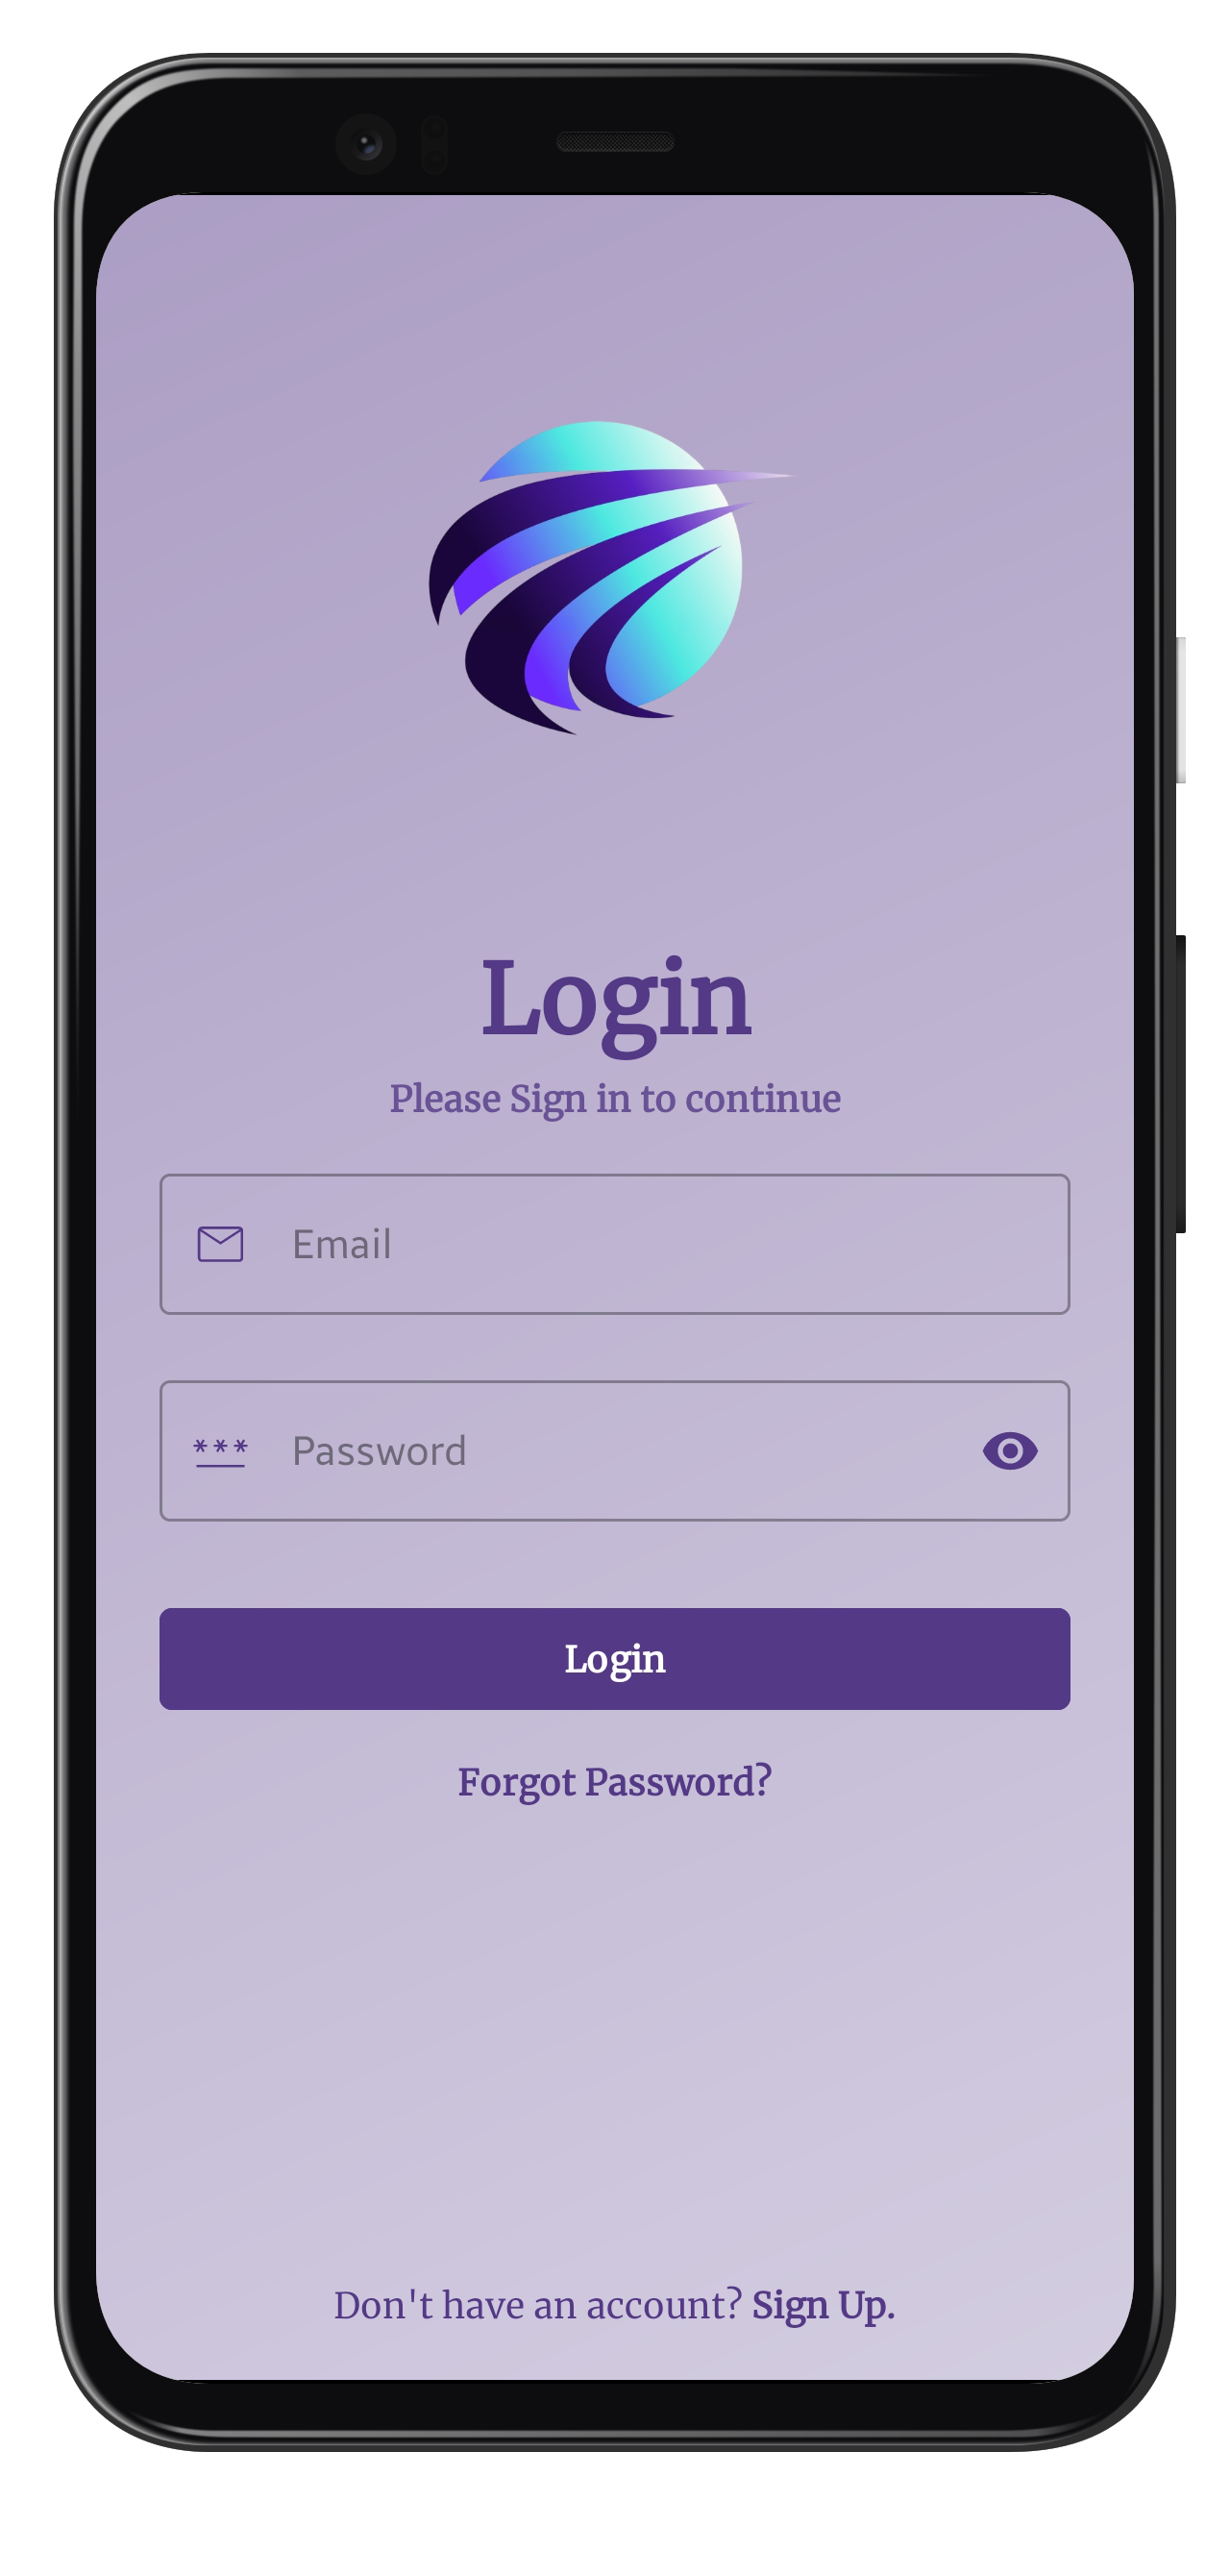 Login
Please Sign in to continue
Email
*** Password
Login
Forgot Password?
Don't have an account? Sign Up.